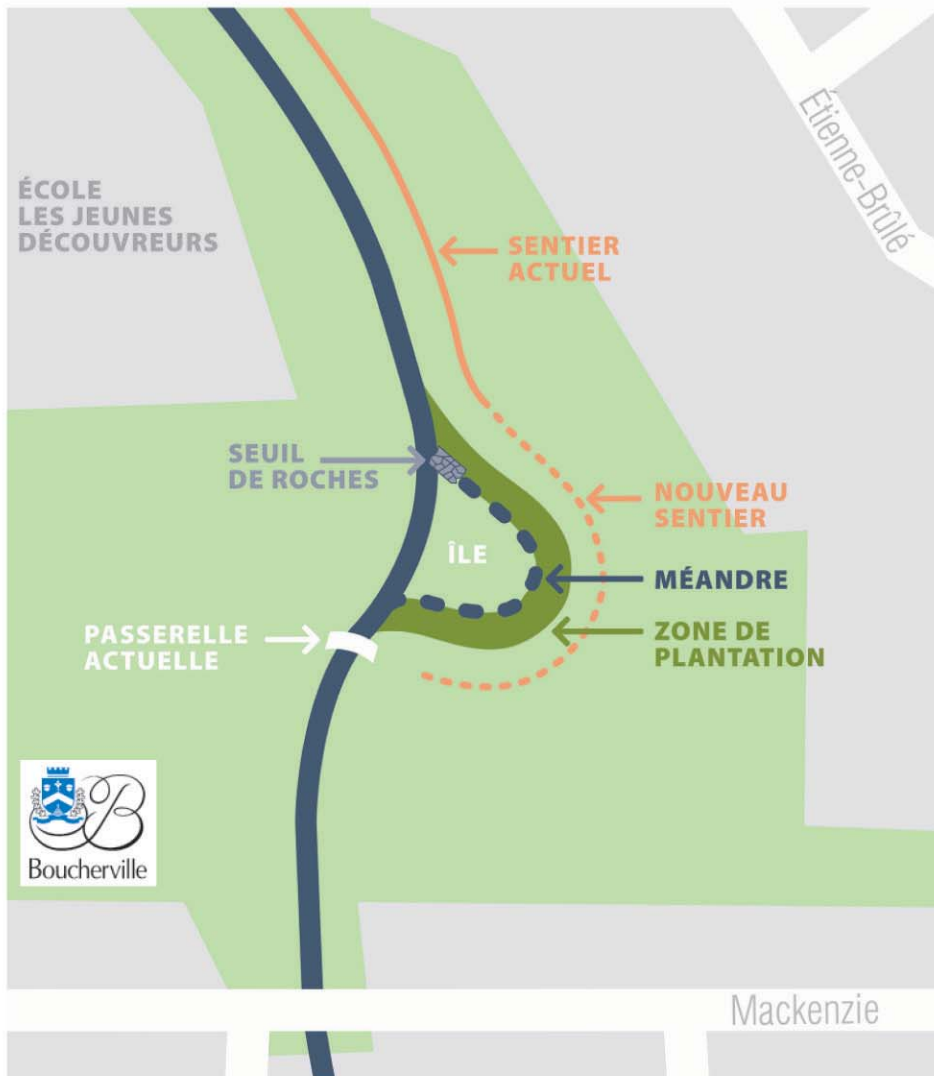 Étienne-Brûlé
ÉCOLE
LES JEUNES
DÉCOUVREURS
SENTIER
ACTUEL
SEUIL
DE ROCHES
NOUVEAU
SENTIER
ÎLE
MÉANDRE
PASSERELLE
ACTUELLE
ZONE DE
PLANTATION
B
Boucherville
Mackenzie